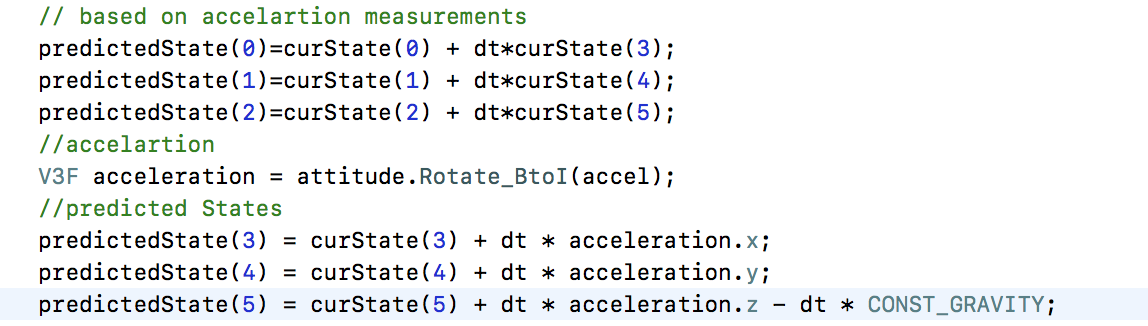 // based on accelartion measurements
predictedState(0)=curState(0) + dt*curState(3);
predictedState(1)=curState(1) + dt*curState(4);
predictedState(2)=curState(2) + dt*curState(5);
//accelartion
V3F acceleration = attitude.Rotate_BtoI(accel);
//predicted States
predictedState(3) = curState(3) + dt * acceleration.x;
predictedState(4) = curState(4) + dt * acceleration.y;
predictedState(5) = curState(5) + dt * acceleration.z - dt * CONST_GRAVITY;